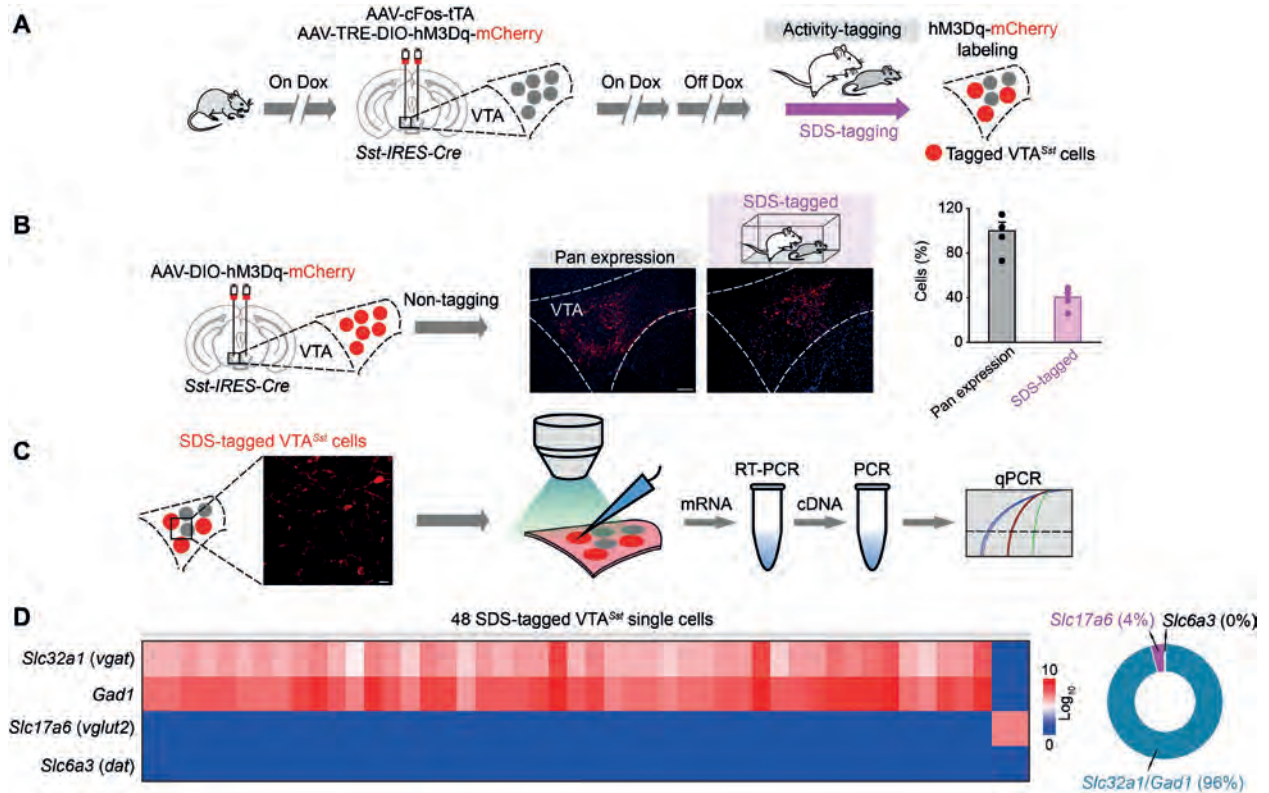 A
AAV-cFos-tTA
AAV-TRE-DIO-hM3Dq-mCherry
On Dox
VTA
Sst-IRES-Cre
On Dox
Off Dox
Activity-tagging
SDS-tagging
hM3Dq-mCherry
labeling
Tagged VTA^Sst cells
B
AAV-DIO-hM3Dq-mCherry
VTA
Sst-IRES-Cre
Non-tagging
Pan expression
VTA
SDS-tagged
Cells (%)
120
80
40
0
Pan expression
SDS-tagged
C
SDS-tagged VTA^Sst cells
mRNA
RT-PCR
cDNA
PCR
qPCR
D
48 SDS-tagged VTA^Sst single cells
Slc32a1 (vgat)
Gad1
Slc17a6 (vglut2)
Slc6a3 (dat)
10
0
Log10
Slc17a6 (4%)
Slc6a3 (0%)
Slc32a1/Gad1 (96%)